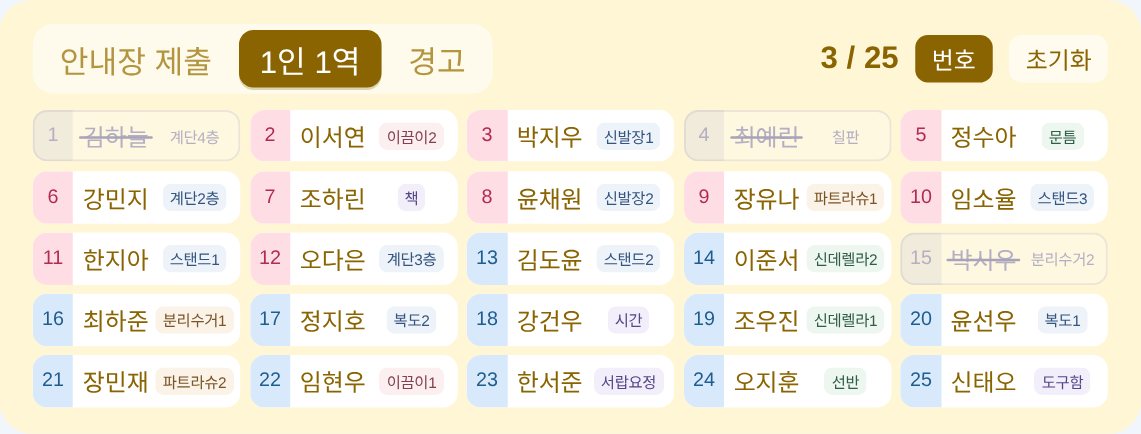 안내장 제출 1인 1역 경고 3 / 25 번호 초기화
1 김하늘 계단4층 2 이서연 이끔이2 3 박지우 신발장1 4 최예린 칠판 5 정수아 문틈
6 강민지 계단2층 7 조하린 책 8 윤채원 신발장2 9 장유나 파트라슈1 10 임소율 스탠드3
11 한지아 스탠드1 12 오다은 계단3층 13 김도윤 스탠드2 14 이준서 신데렐라2 15 박시우 분리수거2
16 최하준 분리수거1 17 정지호 복도2 18 강건우 시간 19 조우진 신데렐라1 20 윤선우 복도1
21 장민재 파트라슈2 22 임현우 이끔이1 23 한서준 서랍요정 24 오지훈 선반 25 신태오 도구함